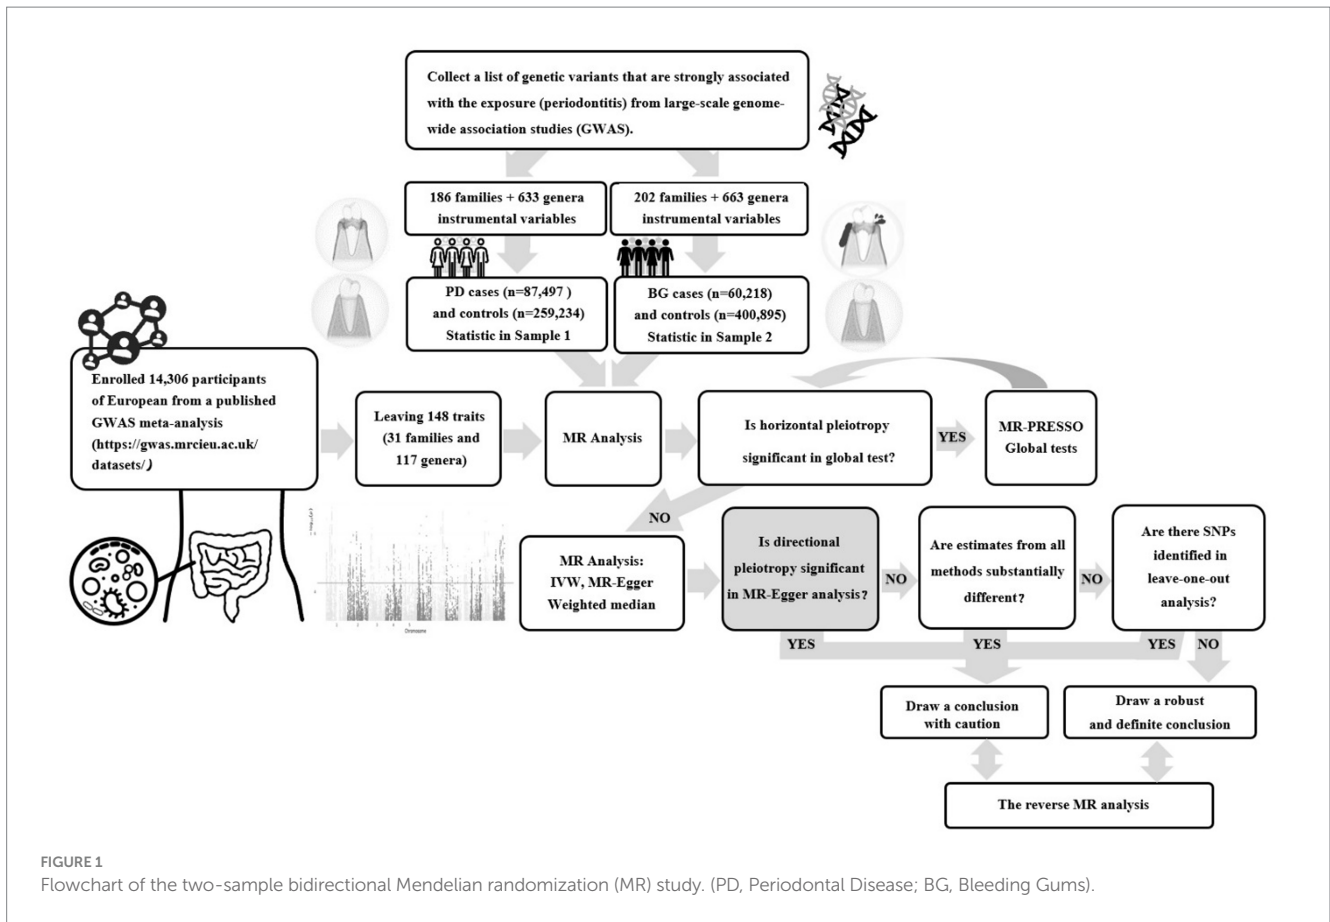 Collect a list of genetic variants that are strongly associated
with the exposure (periodontitis) from large-scale genome-
wide association studies (GWAS).
186 families + 633 genera
instrumental variables
202 families + 663 genera
instrumental variables
PD cases (n=87,497 )
and controls (n=259,234)
Statistic in Sample 1
BG cases (n=60,218)
and controls (n=400,895)
Statistic in Sample 2
Enrolled 14,306 participants
of European from a published
GWAS meta-analysis
(https://gwas.mrcieu.ac.uk/
datasets/)
Leaving 148 traits
(31 families and
117 genera)
MR Analysis
Is horizontal pleiotropy
significant in global test?
YES
MR-PRESSO
Global tests
NO
MR Analysis:
IVW, MR-Egger
Weighted median
Is directional
pleiotropy significant
in MR-Egger analysis?
NO
Are estimates from all
methods substantially
different?
NO
Are there SNPs
identified in
leave-one-out
analysis?
YES
YES
YES
NO
Chromosome
Draw a conclusion
with caution
Draw a robust
and definite conclusion
The reverse MR analysis
FIGURE 1
Flowchart of the two-sample bidirectional Mendelian randomization (MR) study. (PD, Periodontal Disease; BG, Bleeding Gums).